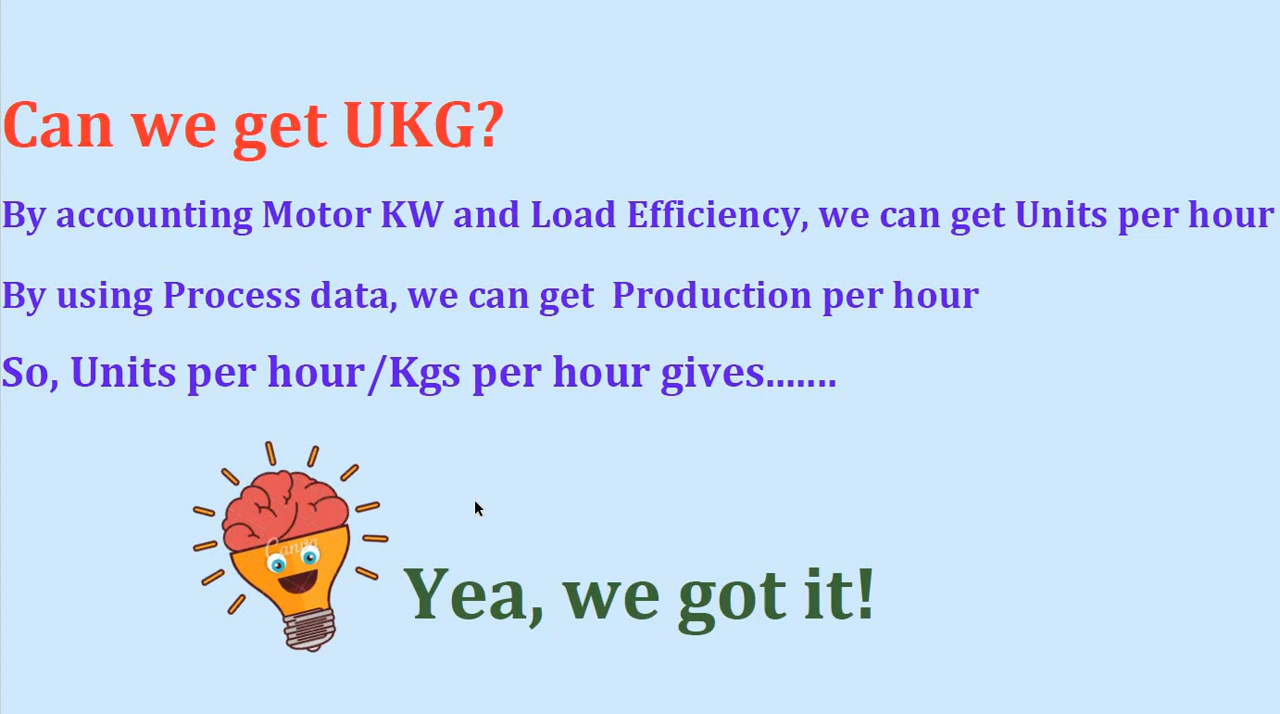 Can we get UKG?
By accounting Motor KW and Load Efficiency, we can get Units per hour
By using Process data, we can get  Production per hour
So, Units per hour/Kgs per hour gives.......
Canva
Yea, we got it!